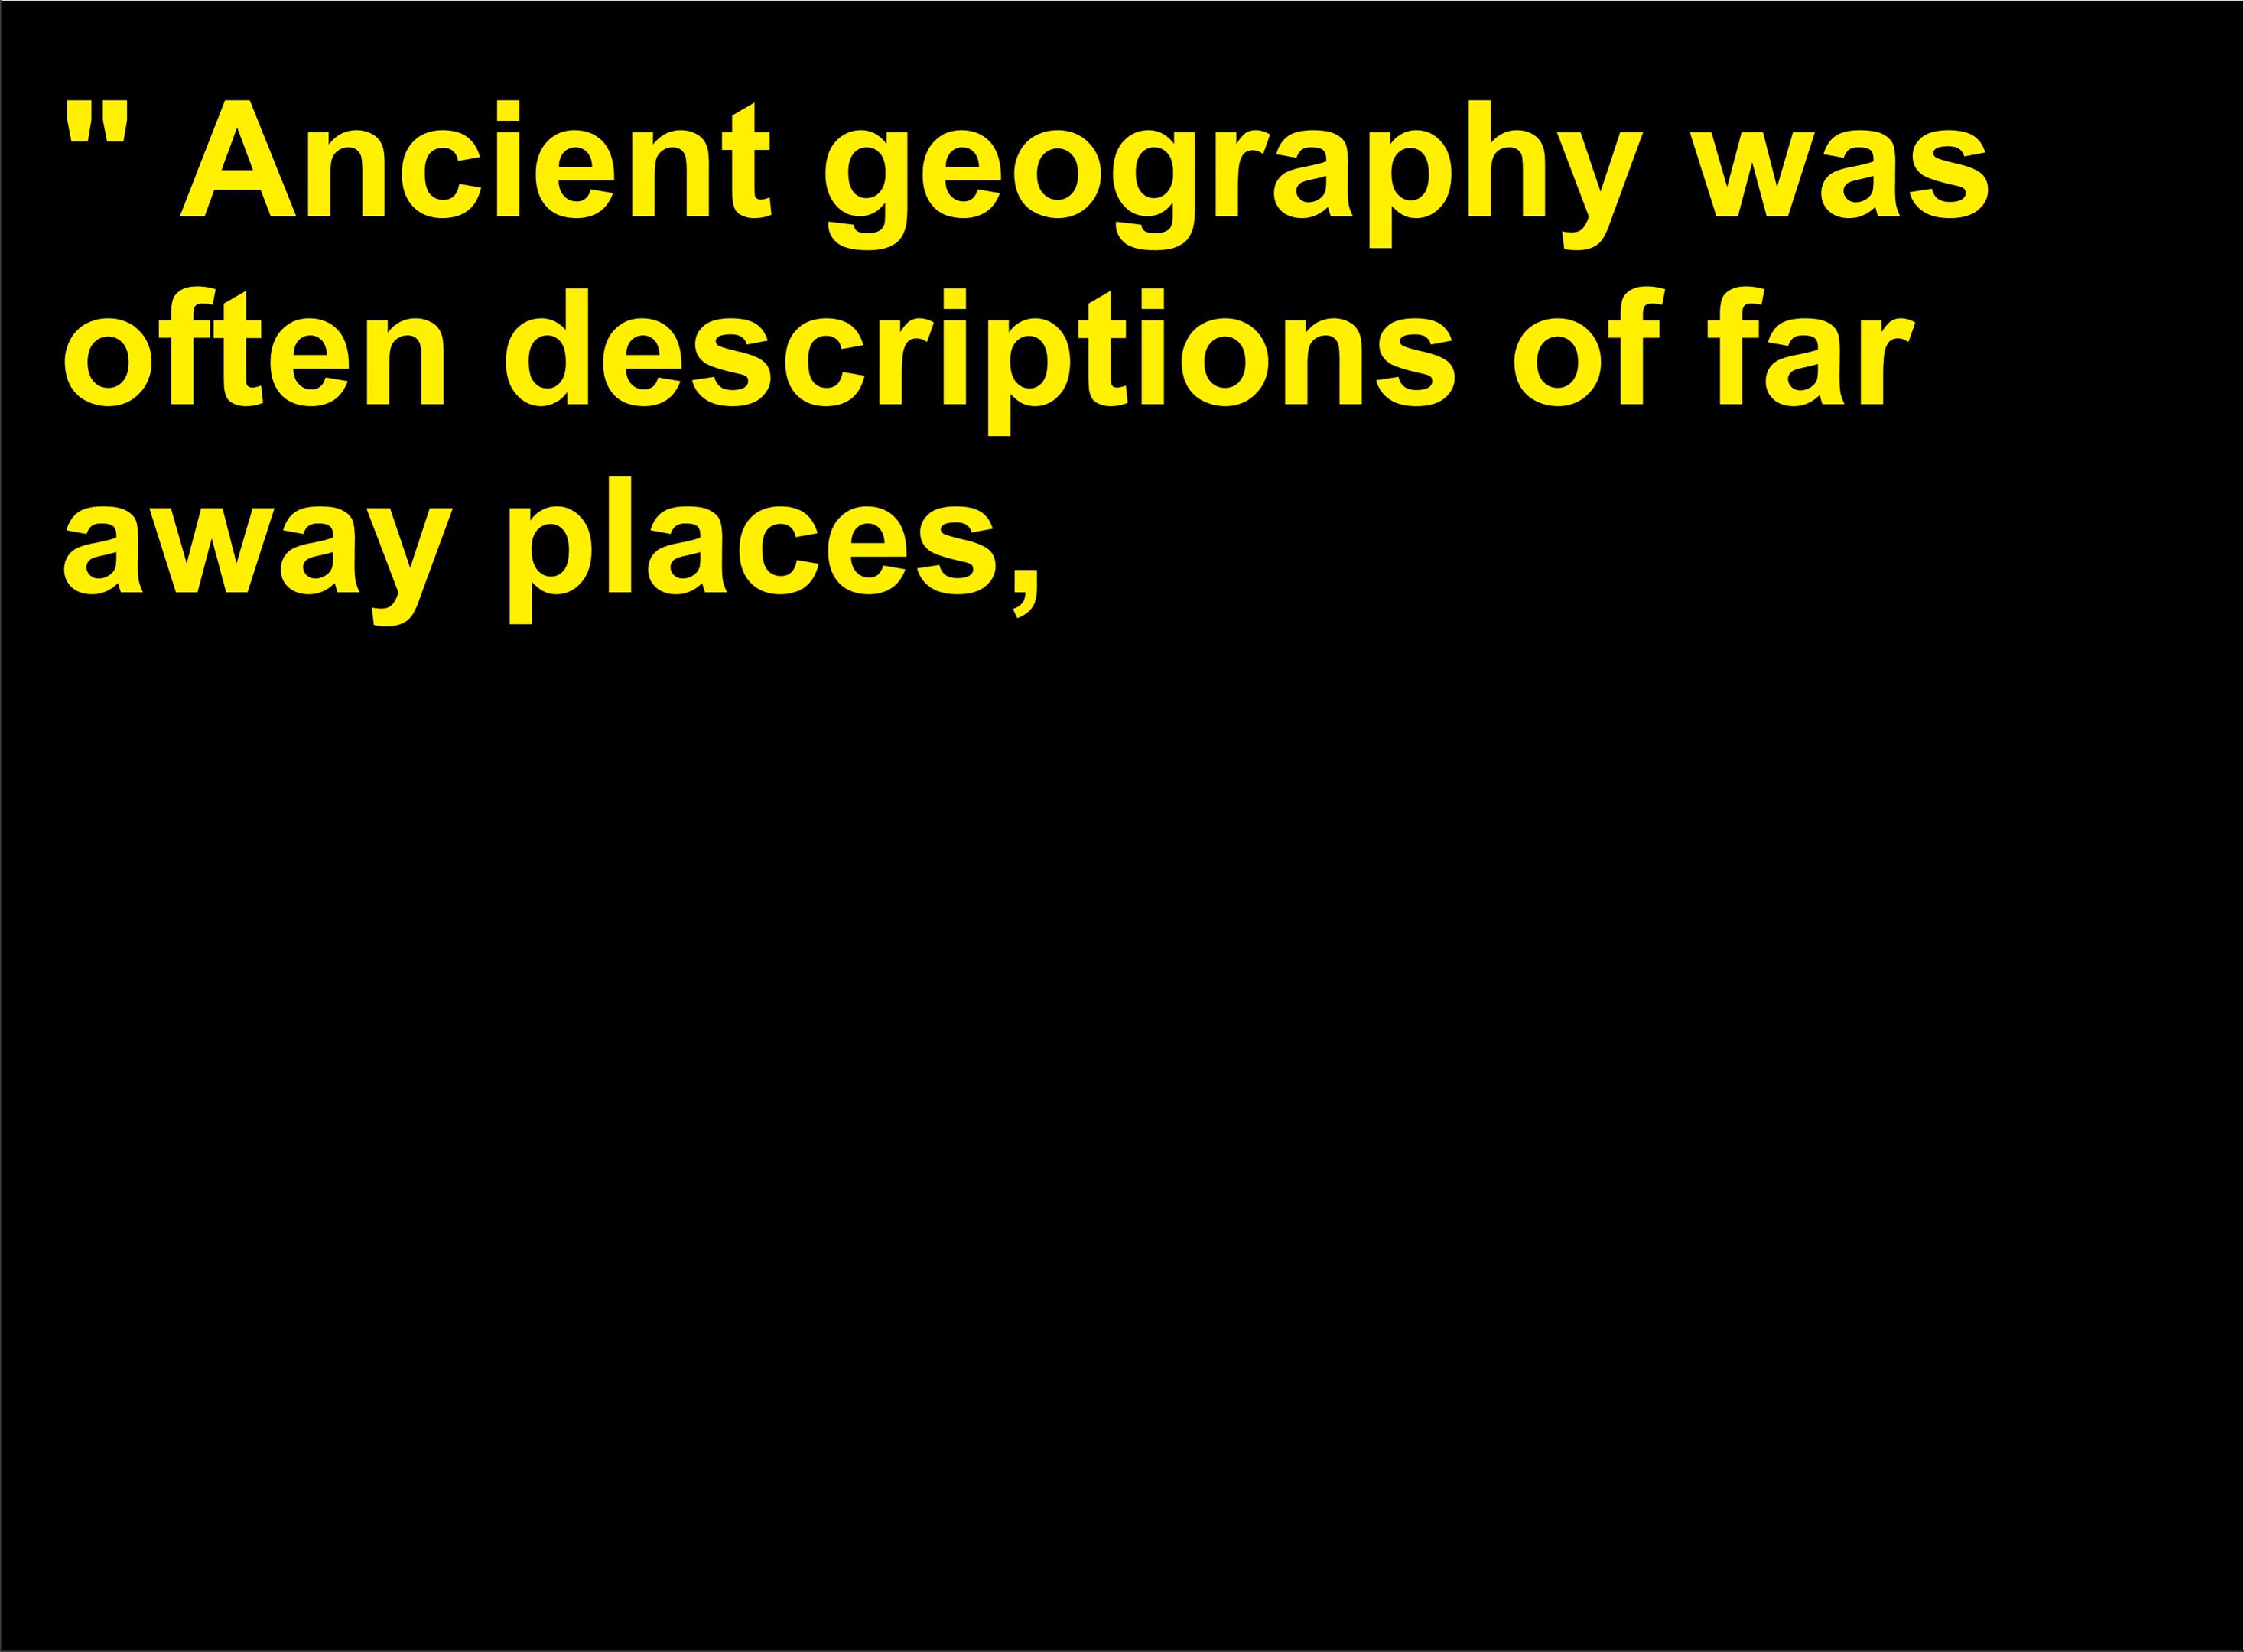 " Ancient geography was
often descriptions of far
away places,